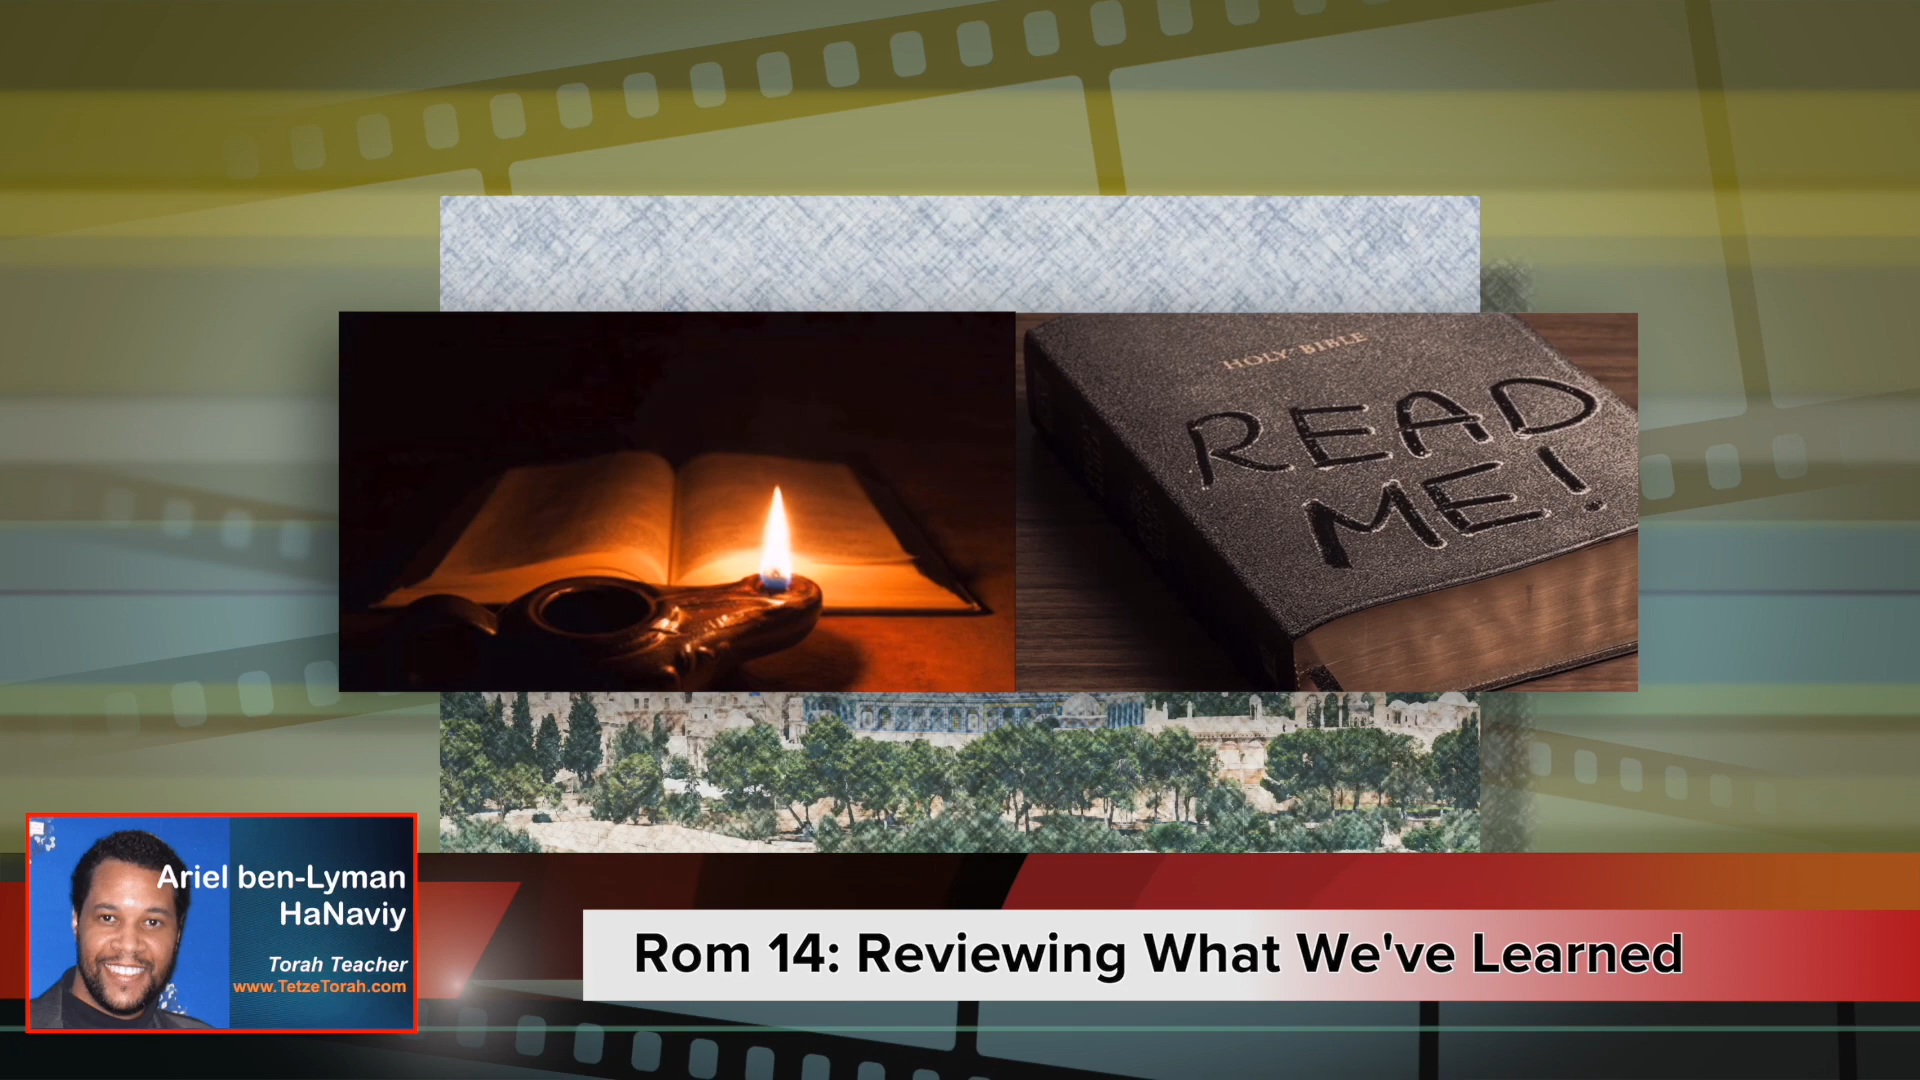 HOLY BIBLE
READ
ME!
Ariel ben-Lyman
HaNaviy
Torah Teacher
www.TetzeTorah.com
Rom 14: Reviewing What We've Learned